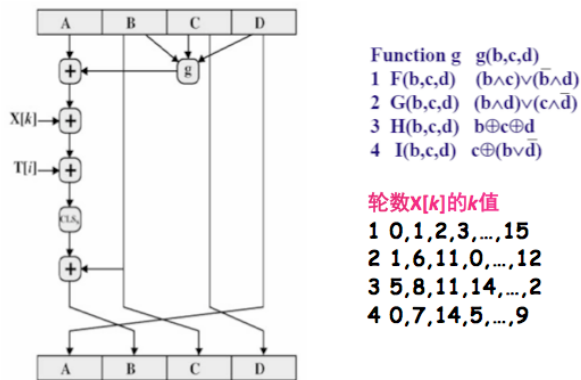 A B C D
+ g
X[k] +
T[i] +
CLSs
+
A B C D
Function g g(b,c,d)
1 F(b,c,d) (b∧c)∨(b̄∧d)
2 G(b,c,d) (b∧d)∨(c∧d̄)
3 H(b,c,d) b⊕c⊕d
4 I(b,c,d) c⊕(b∨d̄)
轮数X[k]的k值
1 0,1,2,3,...,15
2 1,6,11,0,...,12
3 5,8,11,14,...,2
4 0,7,14,5,...,9